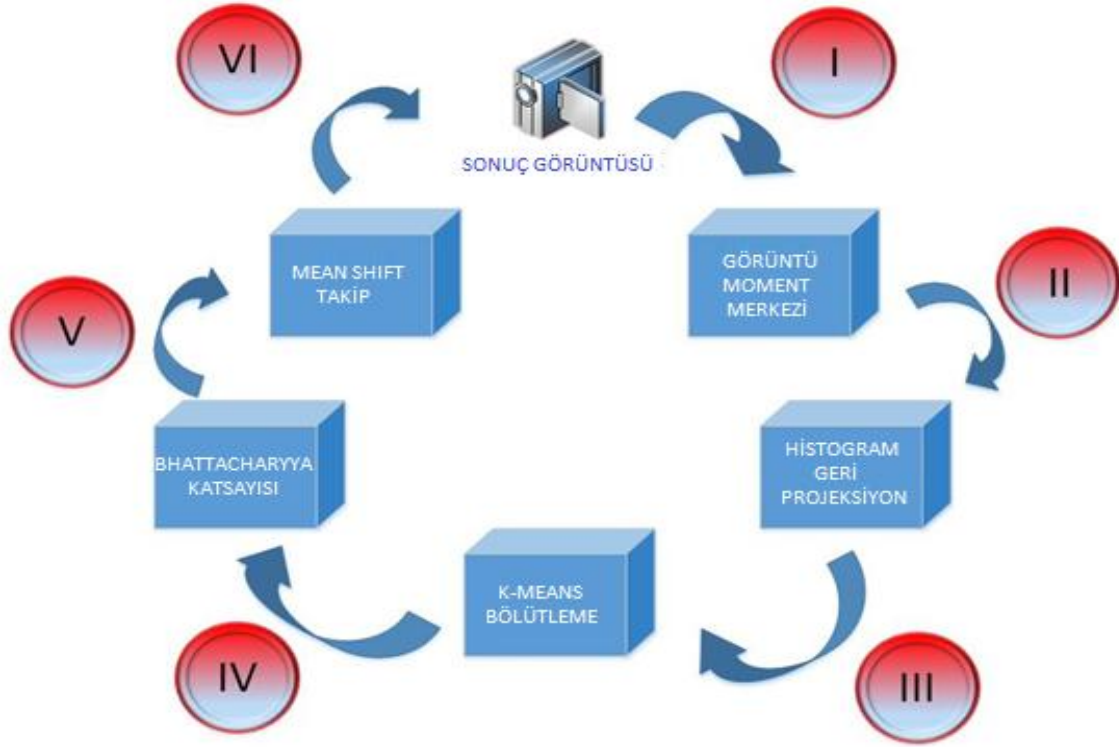 VI
I
SONUÇ GÖRÜNTÜSÜ
MEAN SHIFT
TAKİP
GÖRÜNTÜ
MOMENT
MERKEZİ
II
V
BHATTACHARYYA
KATSAYISI
HİSTOGRAM
GERİ
PROJEKSİYON
K-MEANS
BÖLÜTLEME
IV
III